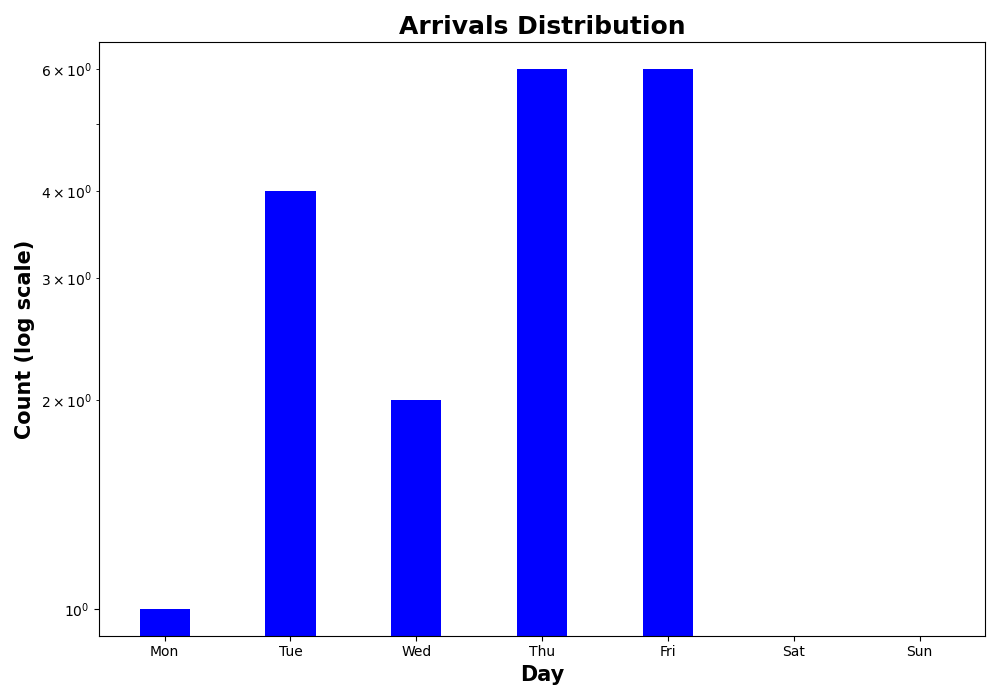 Arrivals Distribution
Count (log scale)
6 × 10⁰
4 × 10⁰
3 × 10⁰
2 × 10⁰
10⁰
Mon Tue Wed Thu Fri Sat Sun
Day